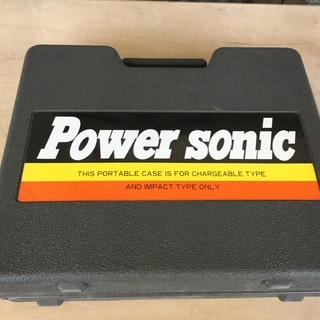 Power sonic
THIS PORTABLE CASE IS FOR CHARGEABLE TYPE
AND IMPACT TYPE ONLY